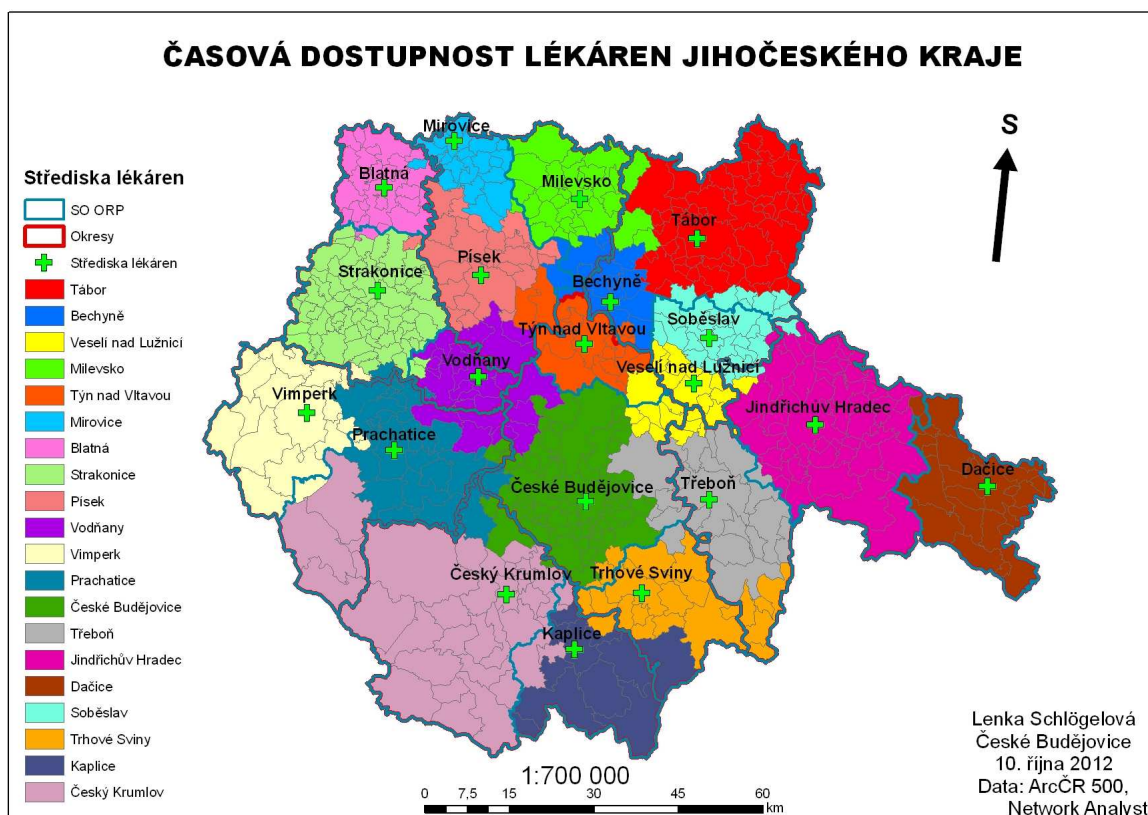 ČASOVÁ DOSTUPNOST LÉKÁREN JIHOČESKÉHO KRAJE
S
Střediska lékáren
SO ORP
Okresy
Střediska lékáren
Tábor
Bechyně
Veselí nad Lužnicí
Milevsko
Týn nad Vltavou
Mirovice
Blatná
Strakonice
Písek
Vodňany
Vimperk
Prachatice
České Budějovice
Třeboň
Jindřichův Hradec
Dačice
Soběslav
Trhové Sviny
Kaplice
Český Krumlov
Mirovice
Blatná
Milevsko
Tábor
Písek
Strakonice
Bechyně
Týn nad Vltavou
Soběslav
Vodňany
Veselí nad Lužnicí
Vimperk
Jindřichův Hradec
Prachatice
Dačice
České Budějovice
Třeboň
Český Krumlov
Trhové Sviny
Kaplice
1:700 000
0 7,5 15 30 45 60
km
Lenka Schlögelová
České Budějovice
10. října 2012
Data: ArcČR 500,
Network Analyst